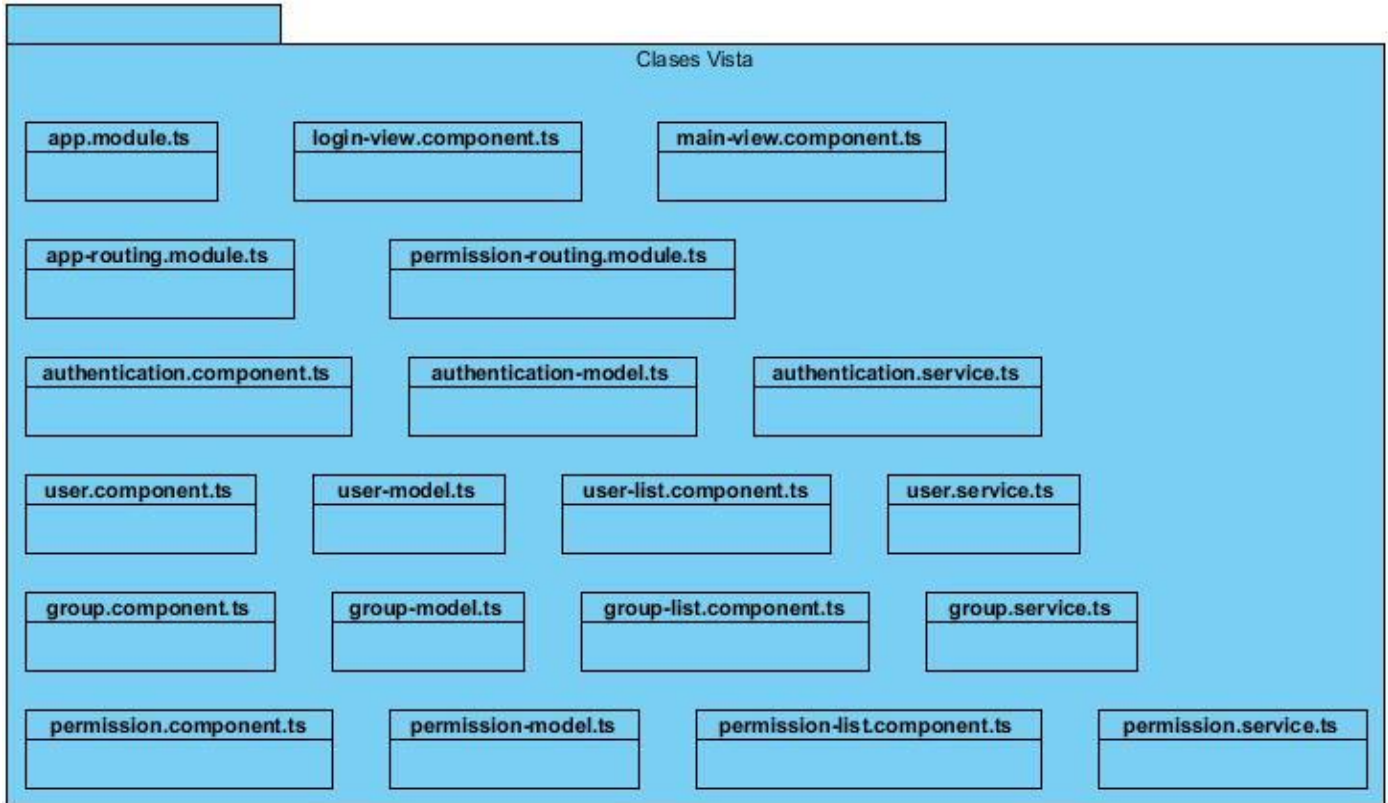 Clases Vista
app.module.ts login-view.component.ts main-view.component.ts
app-routing.module.ts permission-routing.module.ts
authentication.component.ts authentication-model.ts authentication.service.ts
user.component.ts user-model.ts user-list.component.ts user.service.ts
group.component.ts group-model.ts group-list.component.ts group.service.ts
permission.component.ts permission-model.ts permission-list.component.ts permission.service.ts